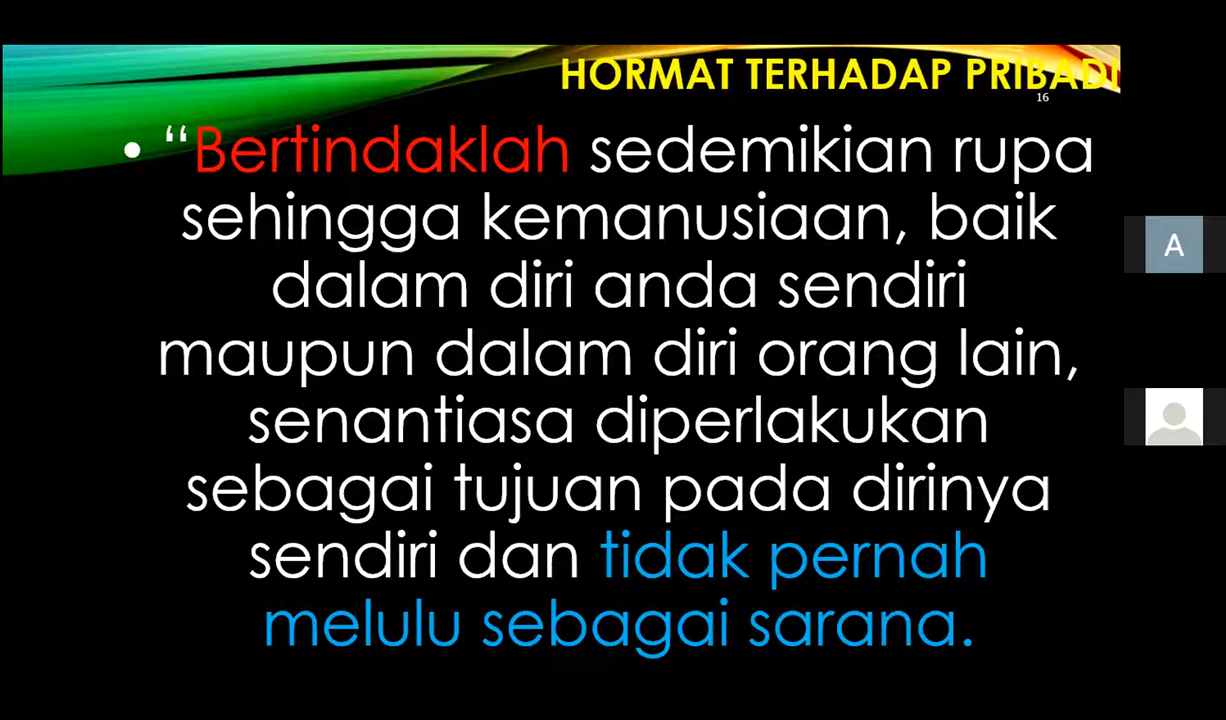 HORMAT TERHADAP PRIBADI
16
• “Bertindaklah sedemikian rupa
sehingga kemanusiaan, baik
dalam diri anda sendiri
maupun dalam diri orang lain,
senantiasa diperlakukan
sebagai tujuan pada dirinya
sendiri dan tidak pernah
melulu sebagai sarana.
A